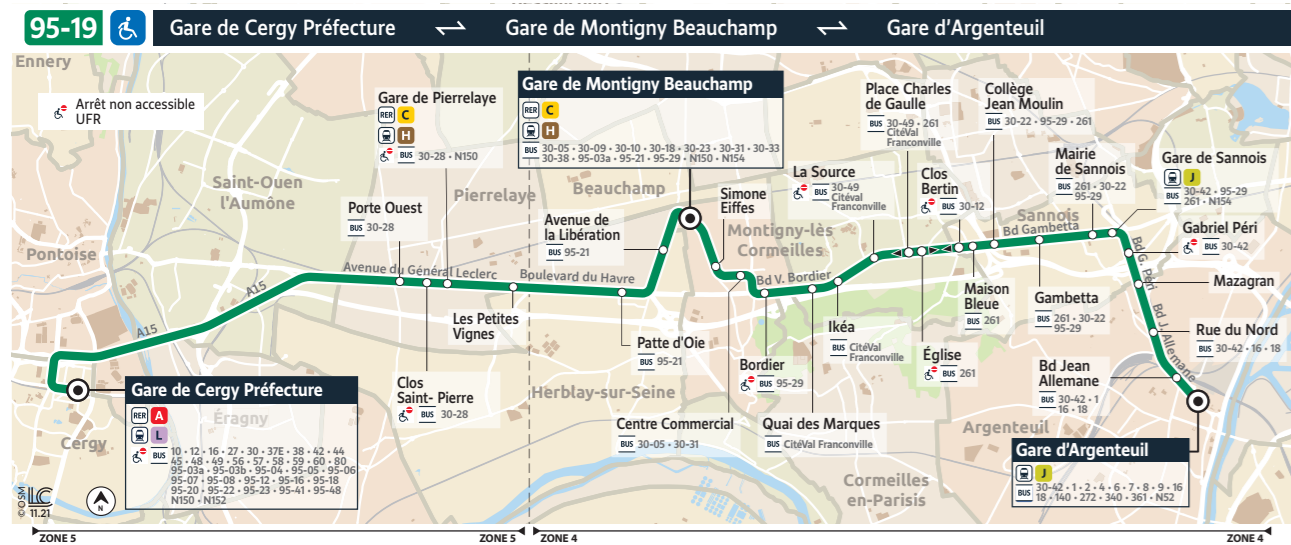 95-19 Gare de Cergy Préfecture Gare de Montigny Beauchamp Gare d'Argenteuil
Ennery
Arrêt non accessible
UFR
Pontoise
Saint-Ouen
l'Aumône
Pierrelaye
Beauchamp
Montigny-lès
Cormeilles
Sannois
Herblay-sur-Seine
Éragny
Cergy
Argenteuil
Cormeilles
en-Parisis
A15
A15
Avenue du Général Leclerc
Boulevard du Havre
Bd V. Bordier
Bd Gambetta
Bd G. Péri
Bd J. Allemane
Gare de Cergy Préfecture
RER A
L
BUS 10 • 12 • 16 • 27 • 30 • 37E • 38 • 42 • 44
45 • 48 • 49 • 56 • 57 • 58 • 59 • 60 • 80
95-03a • 95-03b • 95-04 • 95-05 • 95-06
95-07 • 95-08 • 95-12 • 95-16 • 95-18
95-20 • 95-22 • 95-23 • 95-41 • 95-48
N150 • N152
Porte Ouest
BUS 30-28
Clos
Saint- Pierre
BUS 30-28
Gare de Pierrelaye
RER C
H
BUS 30-28 • N150
Les Petites
Vignes
Patte d'Oie
BUS 95-21
Avenue de
la Libération
BUS 95-21
Gare de Montigny Beauchamp
RER C
H
BUS 30-05 • 30-09 • 30-10 • 30-18 • 30-23 • 30-31 • 30-33
30-38 • 95-03a • 95-21 • 95-29 • N150 • N154
Simone
Eiffes
Centre Commercial
BUS 30-05 • 30-31
Bordier
BUS 95-29
Quai des Marques
BUS CitéVal Franconville
Ikéa
BUS CitéVal
Franconville
La Source
BUS 30-49
Citéval
Franconville
Place Charles
de Gaulle
BUS 30-49 • 261
CitéVal
Franconville
Église
BUS 261
Clos
Bertin
BUS 30-12
Maison
Bleue
BUS 261
Collège
Jean Moulin
BUS 30-22 • 95-29 • 261
Gambetta
BUS 261 • 30-22
95-29
Mairie
de Sannois
BUS 261 • 30-22
95-29
Gare de Sannois
J
BUS 30-42 • 95-29
261 • N154
Gabriel Péri
BUS 30-42
Mazagran
Rue du Nord
BUS 30-42 • 16 • 18
Bd Jean
Allemane
BUS 30-42 • 1
16 • 18
Gare d'Argenteuil
J
BUS 30-42 • 1 • 2 • 4 • 6 • 7 • 8 • 9 • 16
18 • 140 • 272 • 340 • 361 • N52
©OSM
LC
11.21
N
ZONE 5 ZONE 5 ZONE 4 ZONE 4